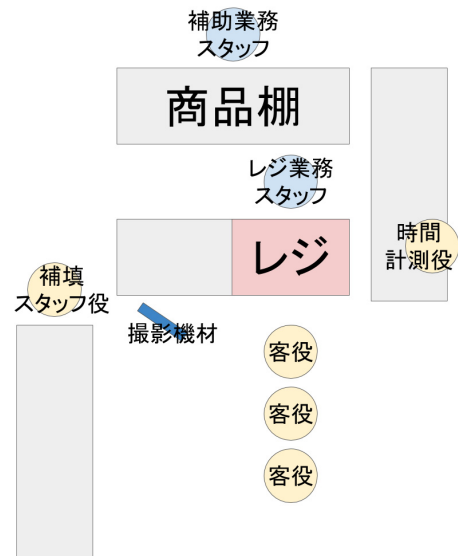 補助業務
スタッフ
商品棚
レジ業務
スタッフ
時間
計測役
レジ
補填
スタッフ役
撮影機材
客役
客役
客役